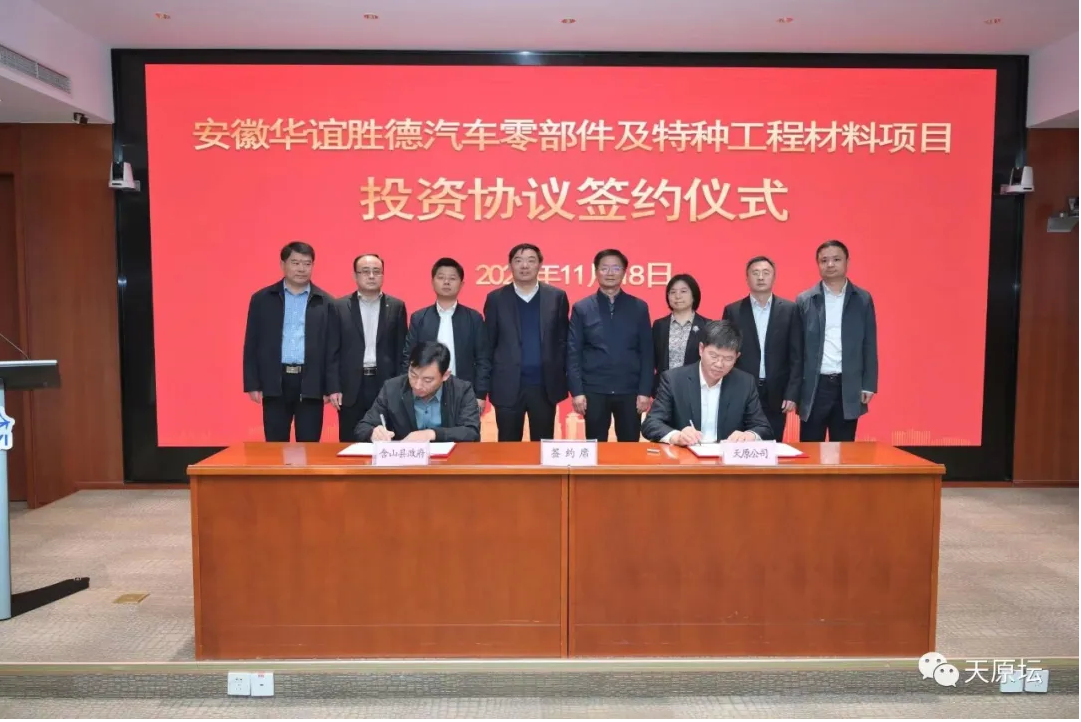 安徽华谊胜德汽车零部件及特种工程材料项目
投资协议签约仪式
含山县政府
签约席
天原公司
天原坛